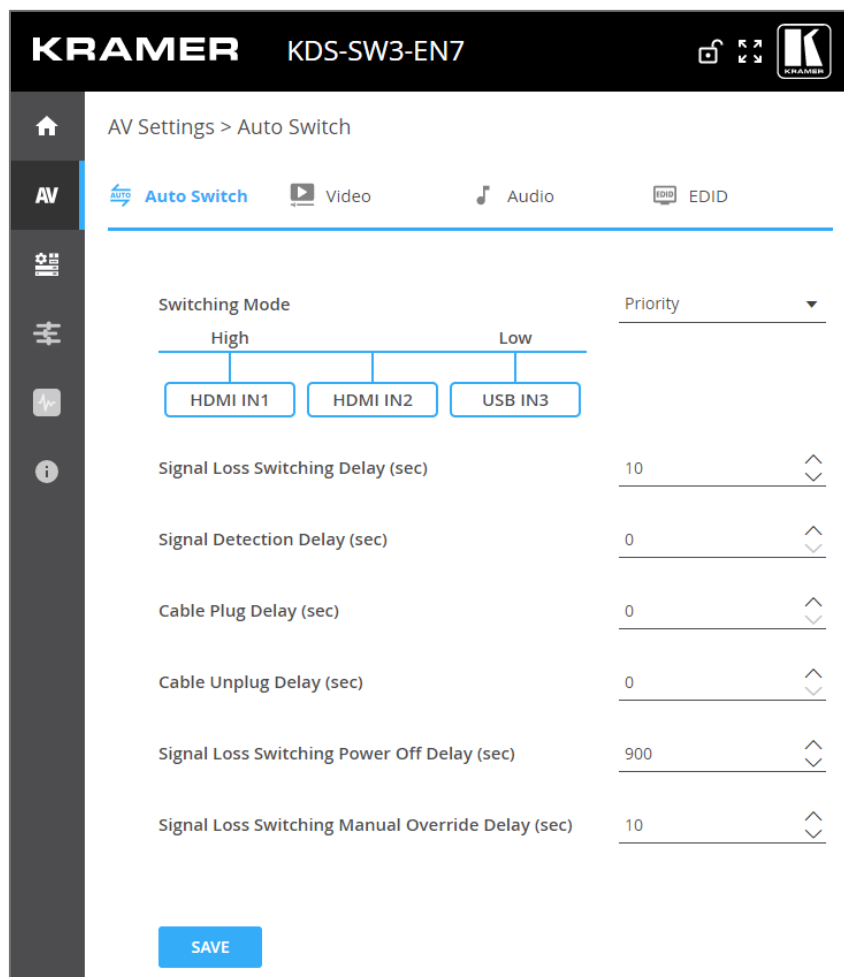 KRAMER KDS-SW3-EN7
KRAMER
AV Settings > Auto Switch
AV
AUTO Auto Switch Video Audio EDID EDID
Switching Mode Priority
High Low
HDMI IN1 HDMI IN2 USB IN3
Signal Loss Switching Delay (sec) 10
Signal Detection Delay (sec) 0
Cable Plug Delay (sec) 0
Cable Unplug Delay (sec) 0
Signal Loss Switching Power Off Delay (sec) 900
Signal Loss Switching Manual Override Delay (sec) 10
SAVE